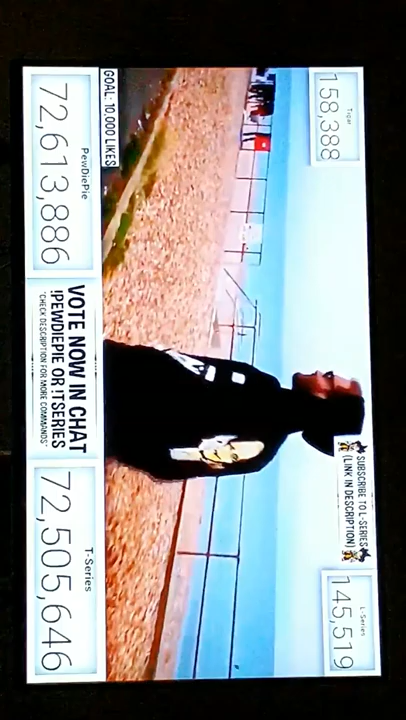 Tiger
158,388
SUBSCRIBE TO L-SERIES
(LINK IN DESCRIPTION)
L-Series
145,519
GOAL: 10,000 LIKES
PewDiePie
72,613,886
VOTE NOW IN CHAT
!PEWDIEPIE OR !TSERIES
*CHECK DESCRIPTION FOR MORE COMMANDS*
T-Series
72,505,646